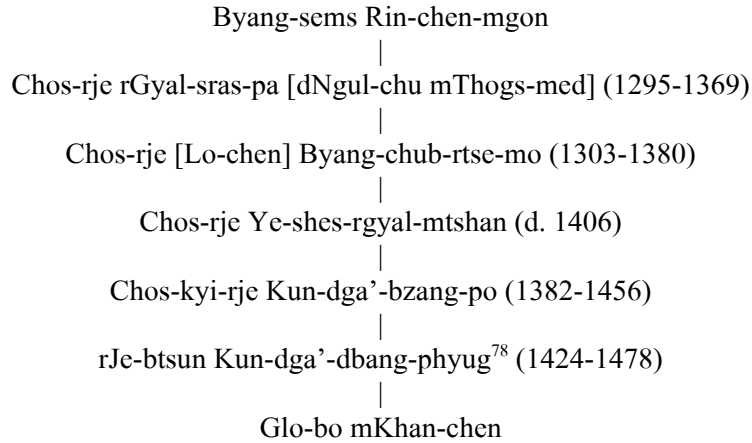 Byang-sems Rin-chen-mgon
|
Chos-rje rGyal-sras-pa [dNgul-chu mThogs-med] (1295-1369)
|
Chos-rje [Lo-chen] Byang-chub-rtse-mo (1303-1380)
|
Chos-rje Ye-shes-rgyal-mtshan (d. 1406)
|
Chos-kyi-rje Kun-dga’-bzang-po (1382-1456)
|
rJe-btsun Kun-dga’-dbang-phyug⁷⁸ (1424-1478)
|
Glo-bo mKhan-chen